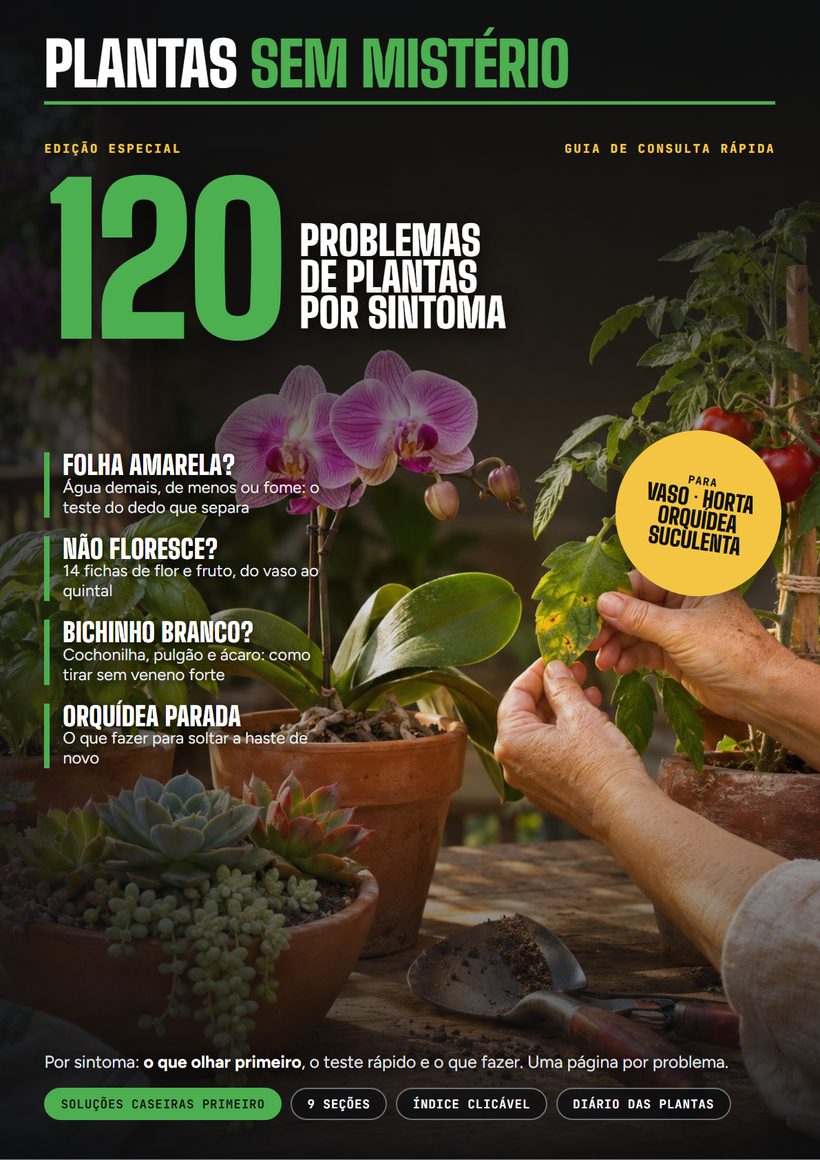 PLANTAS SEM MISTÉRIO
EDIÇÃO ESPECIAL
GUIA DE CONSULTA RÁPIDA
120
PROBLEMAS
DE PLANTAS
POR SINTOMA
FOLHA AMARELA?
Água demais, de menos ou fome: o
teste do dedo que separa
NÃO FLORESCE?
14 fichas de flor e fruto, do vaso ao
quintal
BICHINHO BRANCO?
Cochonilha, pulgão e ácaro: como
tirar sem veneno forte
ORQUÍDEA PARADA
O que fazer para soltar a haste de
novo
PARA
VASO · HORTA
ORQUÍDEA
SUCULENTA
Por sintoma: o que olhar primeiro, o teste rápido e o que fazer. Uma página por problema.
SOLUÇÕES CASEIRAS PRIMEIRO
9 SEÇÕES
ÍNDICE CLICÁVEL
DIÁRIO DAS PLANTAS